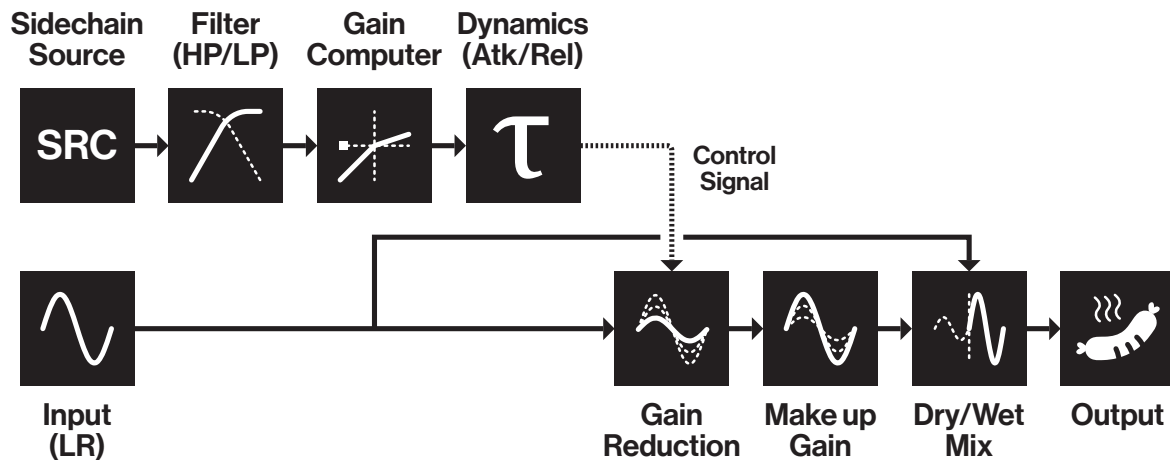 Sidechain
Source
Filter
(HP/LP)
Gain
Computer
Dynamics
(Atk/Rel)
SRC
τ
Control
Signal
Input
(LR)
Gain
Reduction
Make up
Gain
Dry/Wet
Mix
Output